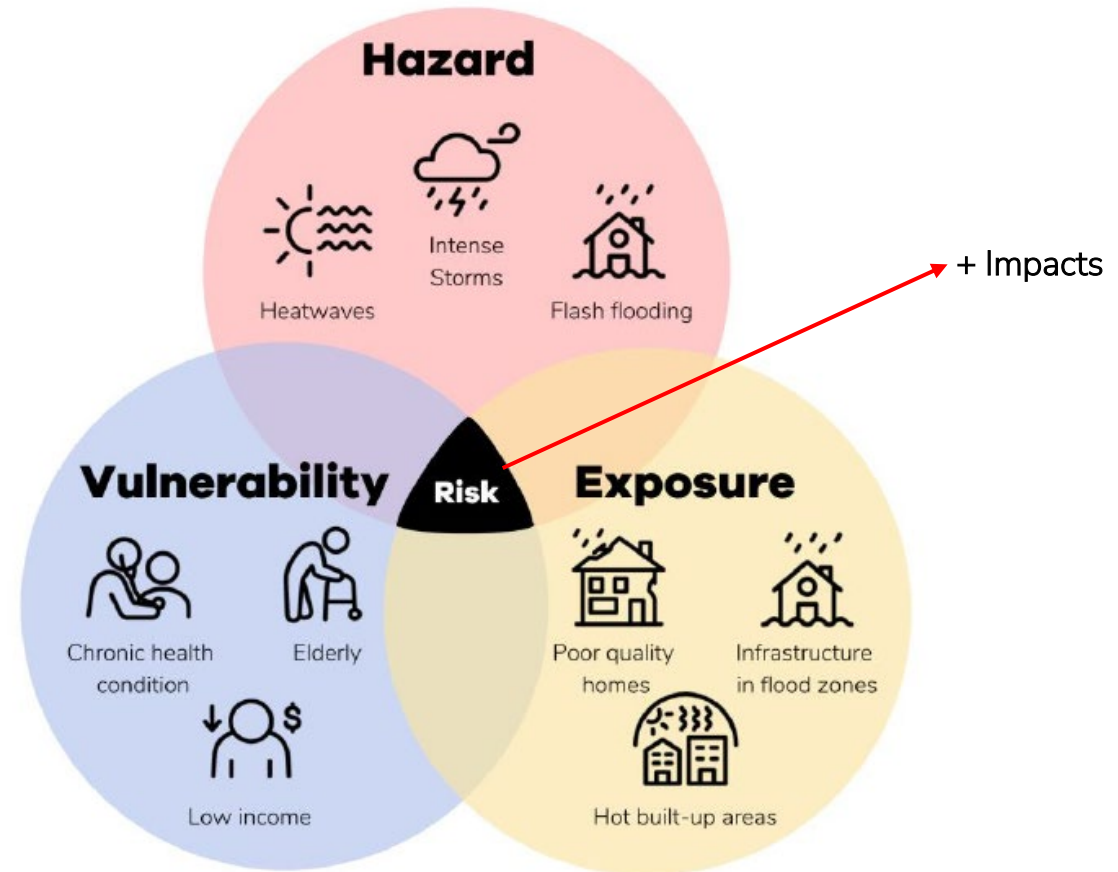 Hazard
Intense
Storms
Heatwaves
Flash flooding
+ Impacts
Vulnerability
Risk
Exposure
Chronic health
condition
Elderly
Poor quality
homes
Infrastructure
in flood zones
$
Low income
Hot built-up areas